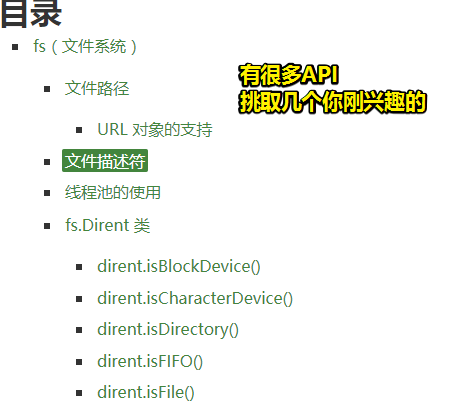 目录
fs（文件系统）
有很多API
挑取几个你刚兴趣的
文件路径
URL 对象的支持
文件描述符
线程池的使用
fs.Dirent 类
dirent.isBlockDevice()
dirent.isCharacterDevice()
dirent.isDirectory()
dirent.isFIFO()
dirent.isFile()